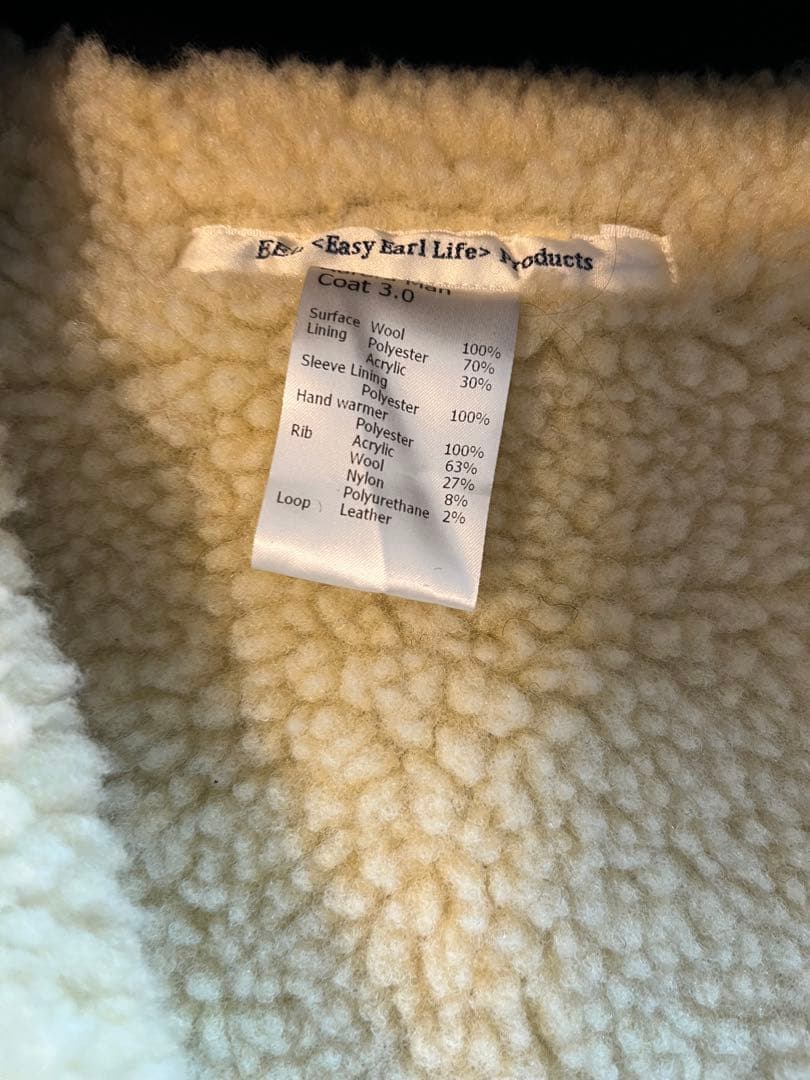 <Easy Earl Life> Products
Man
Coat 3.0
Surface Wool 100%
Lining Polyester 70%
Acrylic 30%
Sleeve Lining
Polyester 100%
Hand warmer
Polyester 100%
Rib Acrylic 63%
Wool 27%
Nylon 8%
Polyurethane 2%
Loop Leather